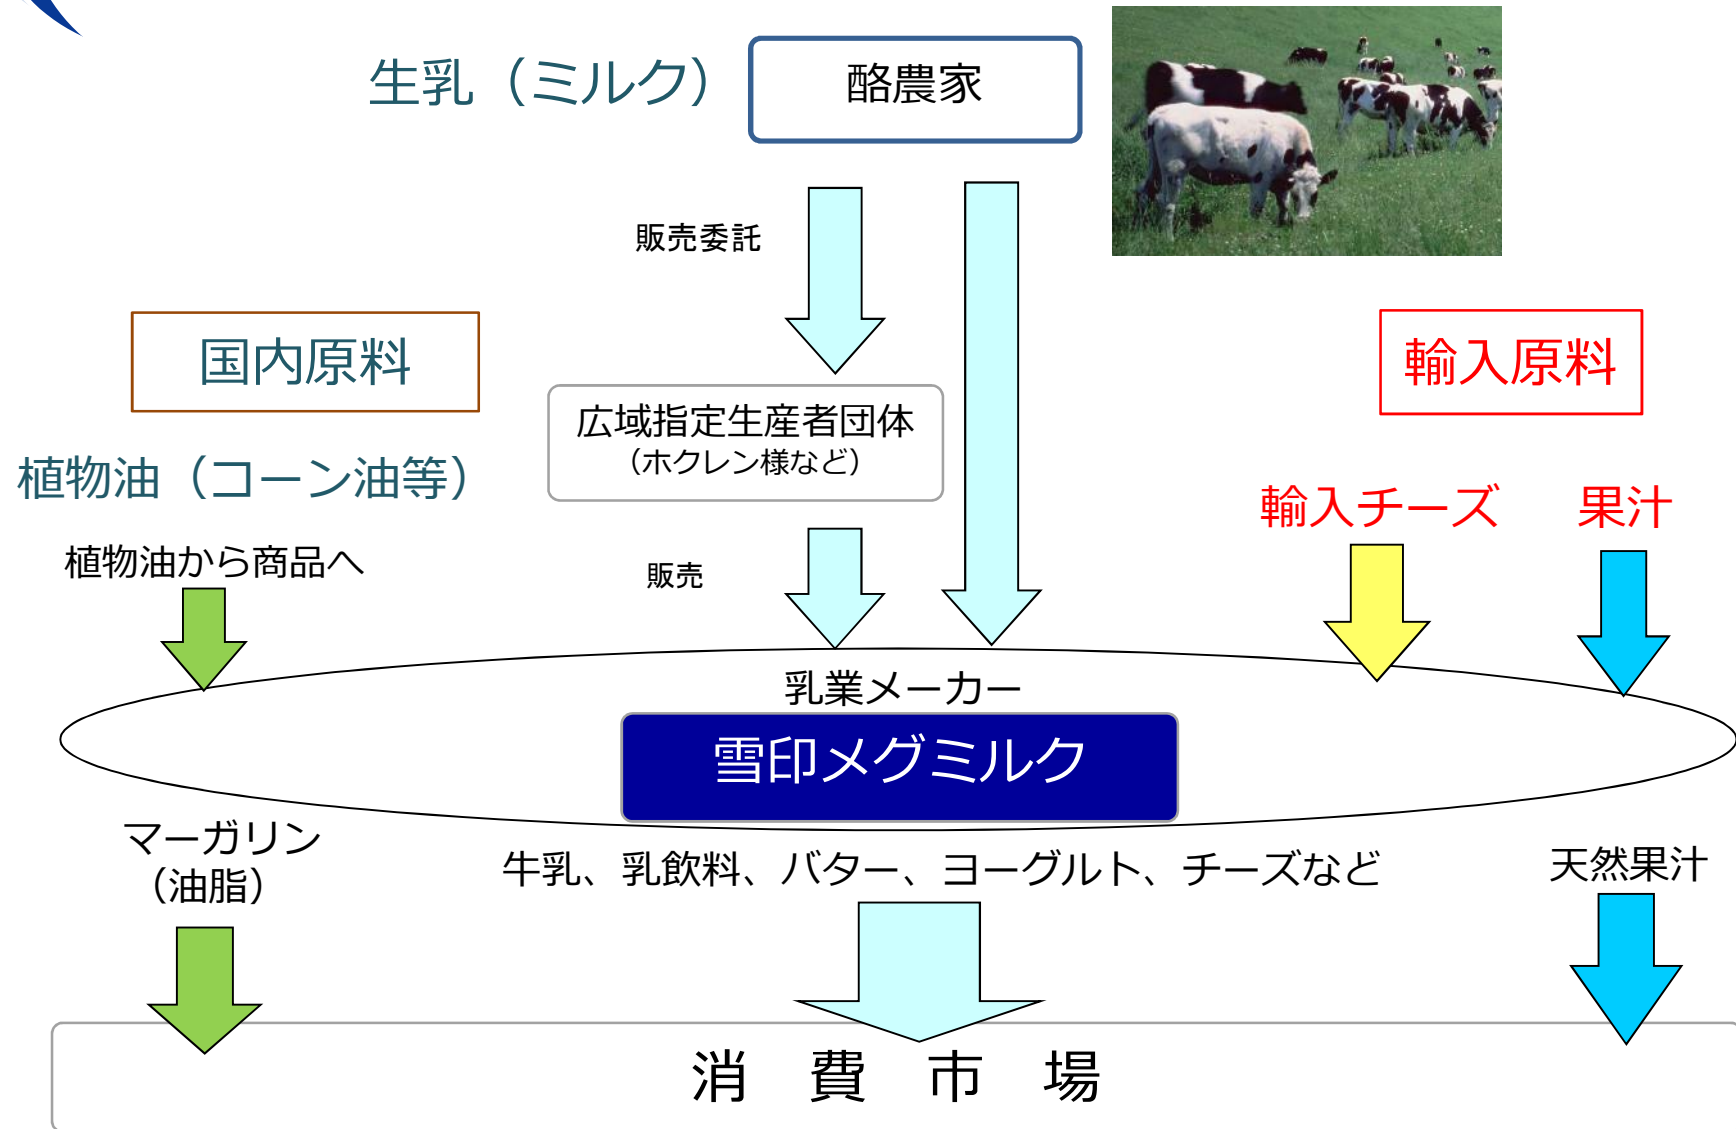 生乳（ミルク）
酪農家
販売委託
国内原料
輸入原料
広域指定生産者団体
（ホクレン様など）
植物油（コーン油等）
輸入チーズ
果汁
植物油から商品へ
販売
乳業メーカー
雪印メグミルク
マーガリン
（油脂）
牛乳、乳飲料、バター、ヨーグルト、チーズなど
天然果汁
消　費　市　場